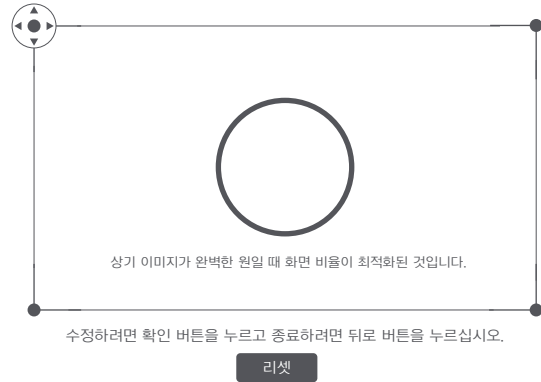 상기 이미지가 완벽한 원일 때 화면 비율이 최적화된 것입니다.
수정하려면 확인 버튼을 누르고 종료하려면 뒤로 버튼을 누르십시오.
리셋